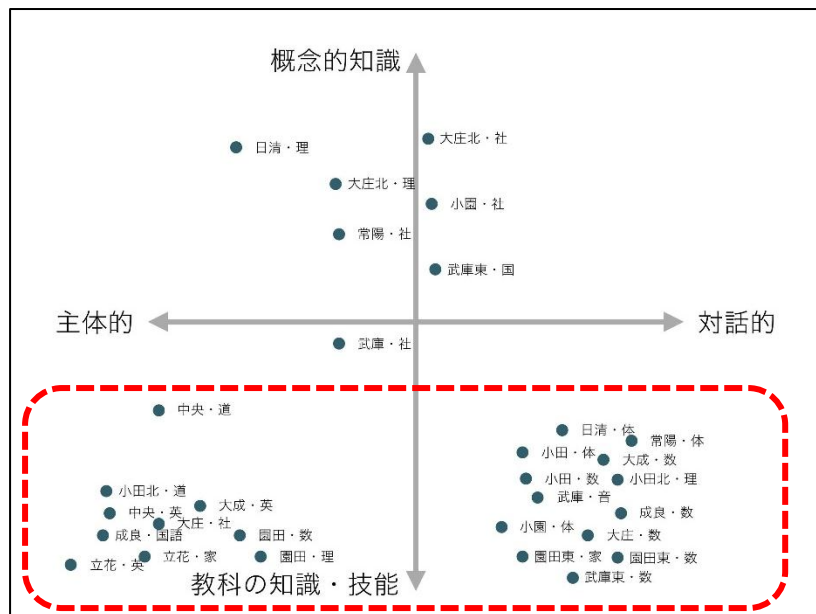 概念的知識
大庄北・社
日清・理
大庄北・理
小園・社
常陽・社
武庫東・国
主体的
対話的
武庫・社
中央・道
日清・体
常陽・体
小田・体
大成・数
小田・数
小田北・理
小田北・道
武庫・音
大成・英
中央・英
成良・数
大庄・社
小園・体
成良・国語
園田・数
大庄・数
立花・英
立花・家
園田・理
園田東・家
園田東・数
武庫東・数
教科の知識・技能